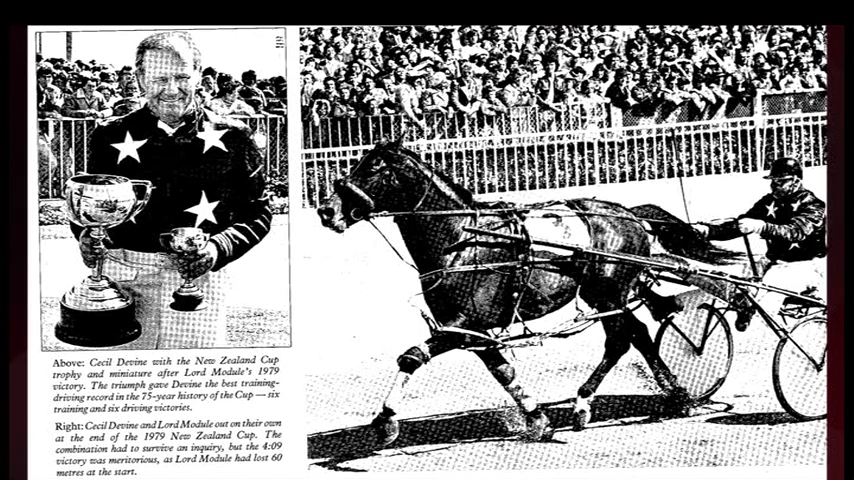 Above: Cecil Devine with the New Zealand Cup
trophy and miniature after Lord Module's 1979
victory. The triumph gave Devine the best training-
driving record in the 75-year history of the Cup — six
training and six driving victories.
Right: Cecil Devine and Lord Module out on their own
at the end of the 1979 New Zealand Cup. The
combination had to survive an inquiry, but the 4:09
victory was meritorious, as Lord Module had lost 60
metres at the start.